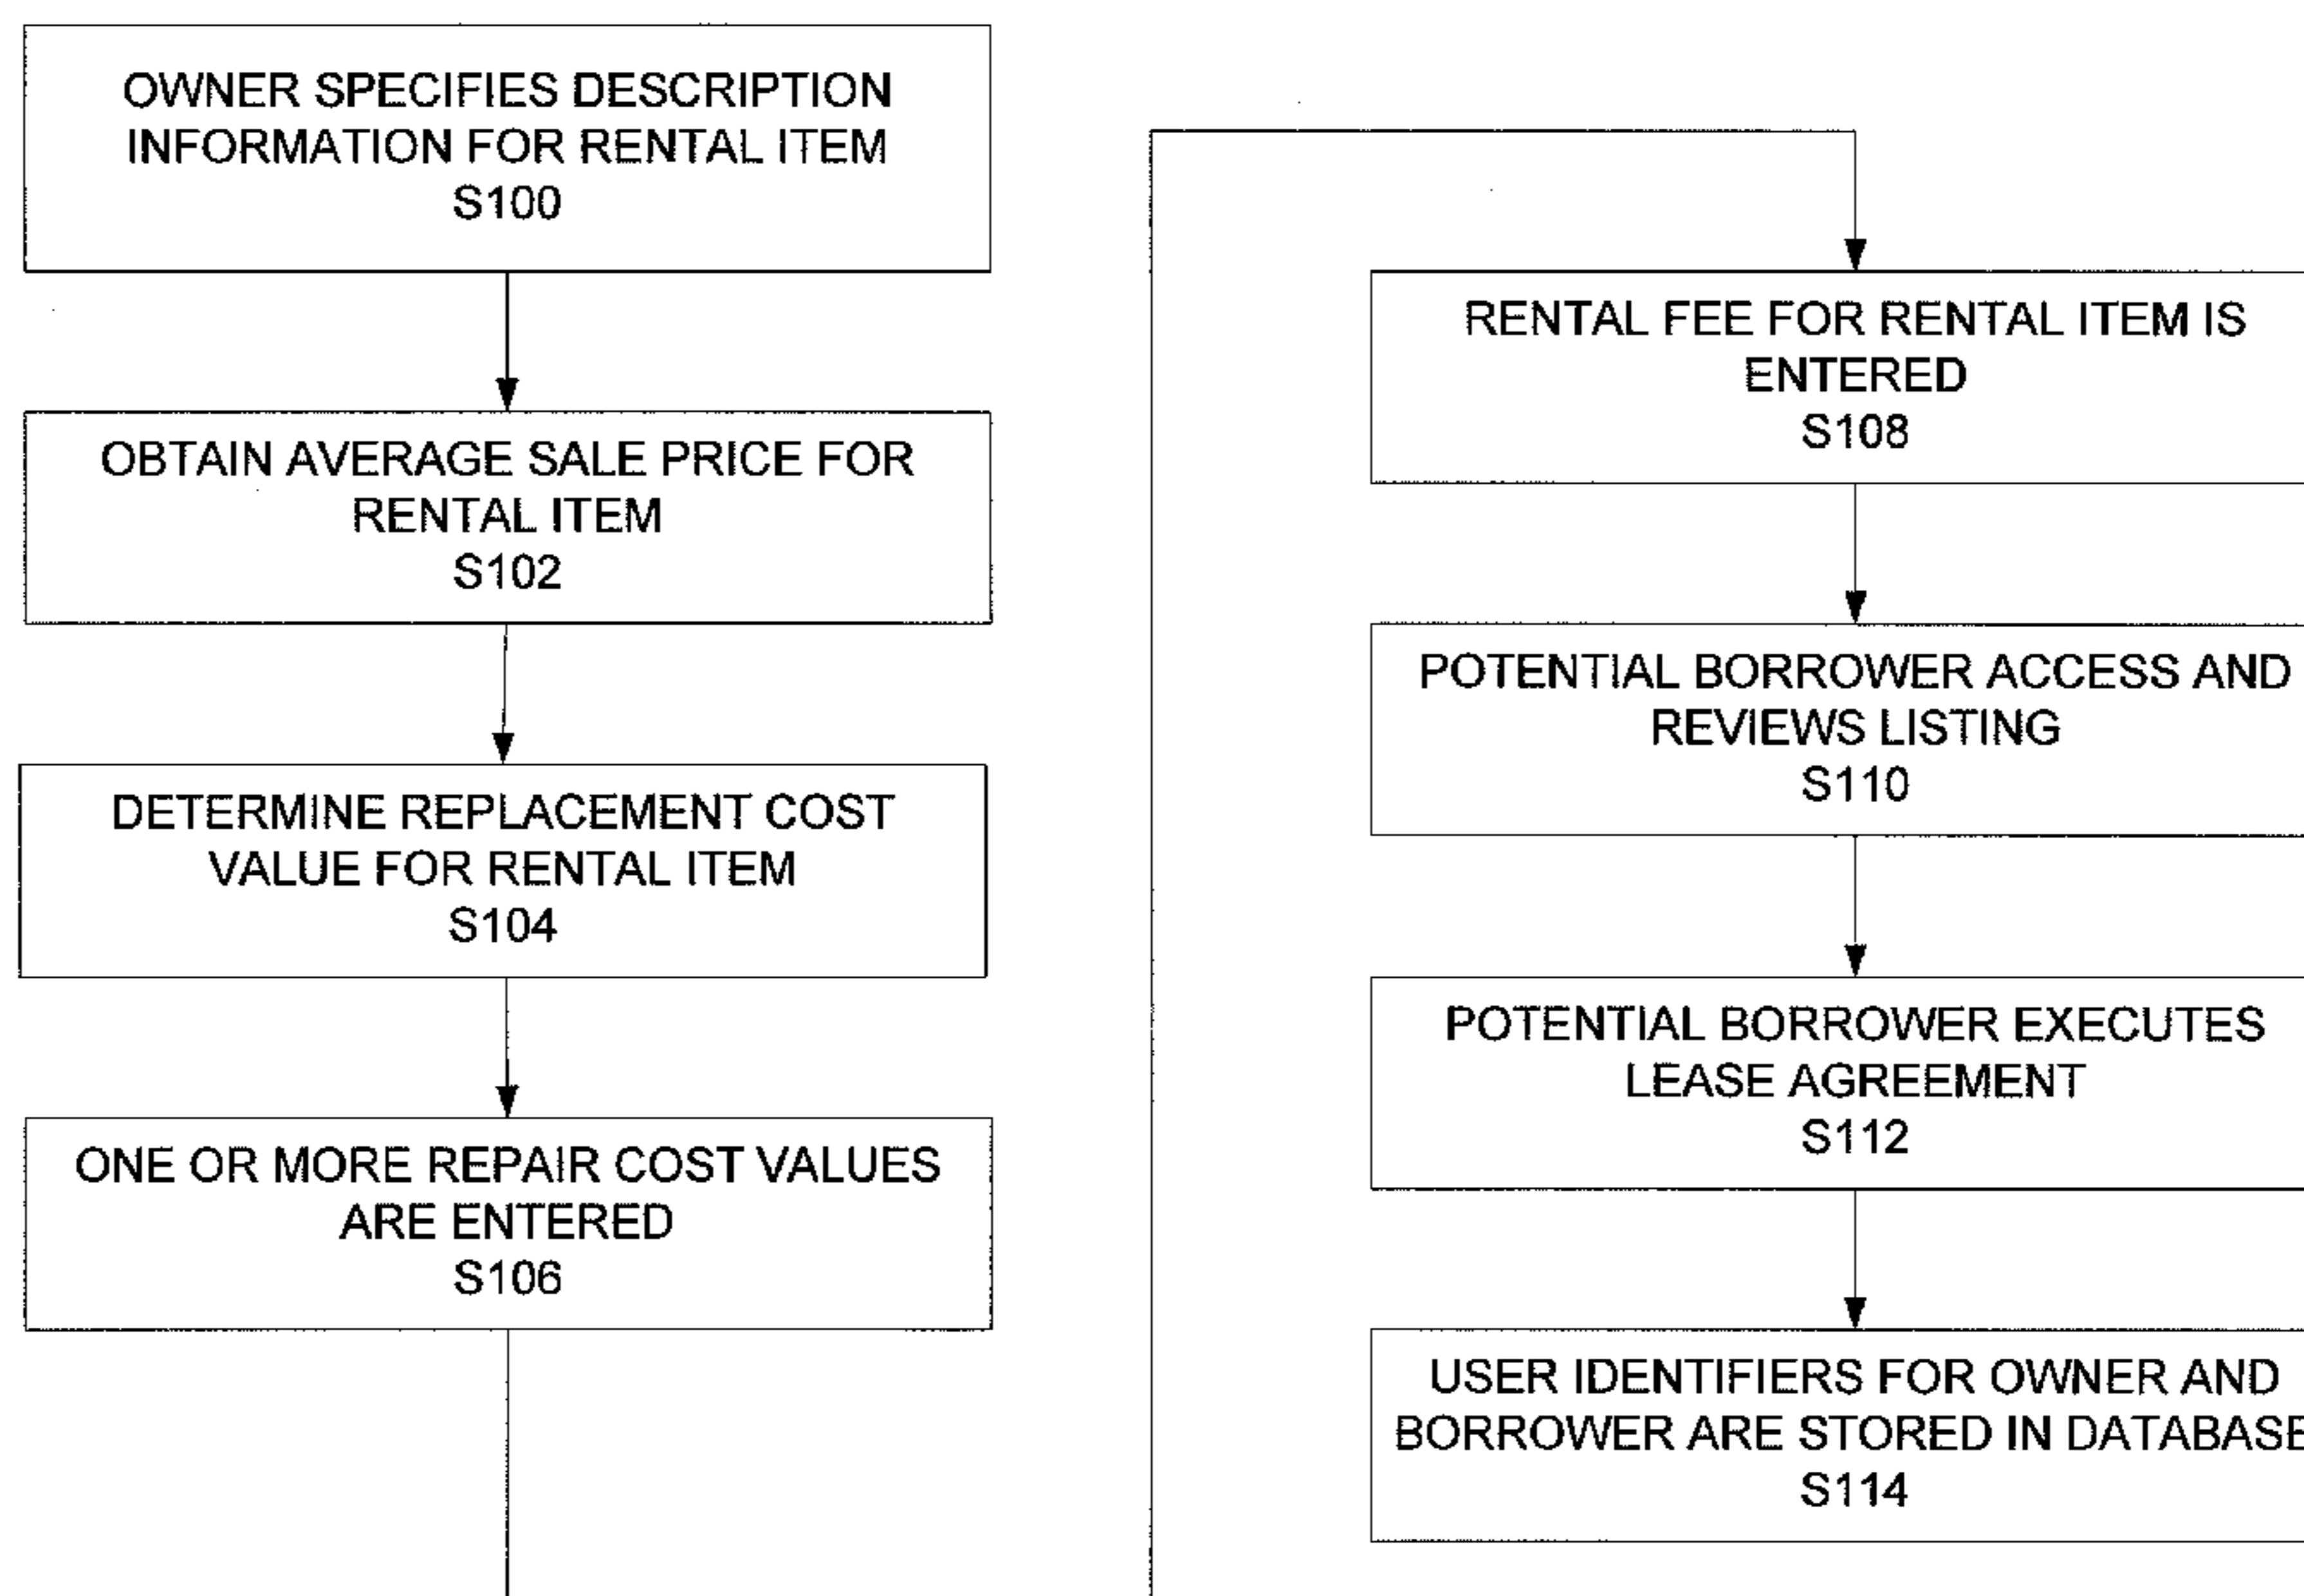 OWNER SPECIFIES DESCRIPTION
INFORMATION FOR RENTAL ITEM
S100
OBTAIN AVERAGE SALE PRICE FOR
RENTAL ITEM
S102
DETERMINE REPLACEMENT COST
VALUE FOR RENTAL ITEM
S104
ONE OR MORE REPAIR COST VALUES
ARE ENTERED
S106
RENTAL FEE FOR RENTAL ITEM IS
ENTERED
S108
POTENTIAL BORROWER ACCESS AND
REVIEWS LISTING
S110
POTENTIAL BORROWER EXECUTES
LEASE AGREEMENT
S112
USER IDENTIFIERS FOR OWNER AND
BORROWER ARE STORED IN DATABASE
S114